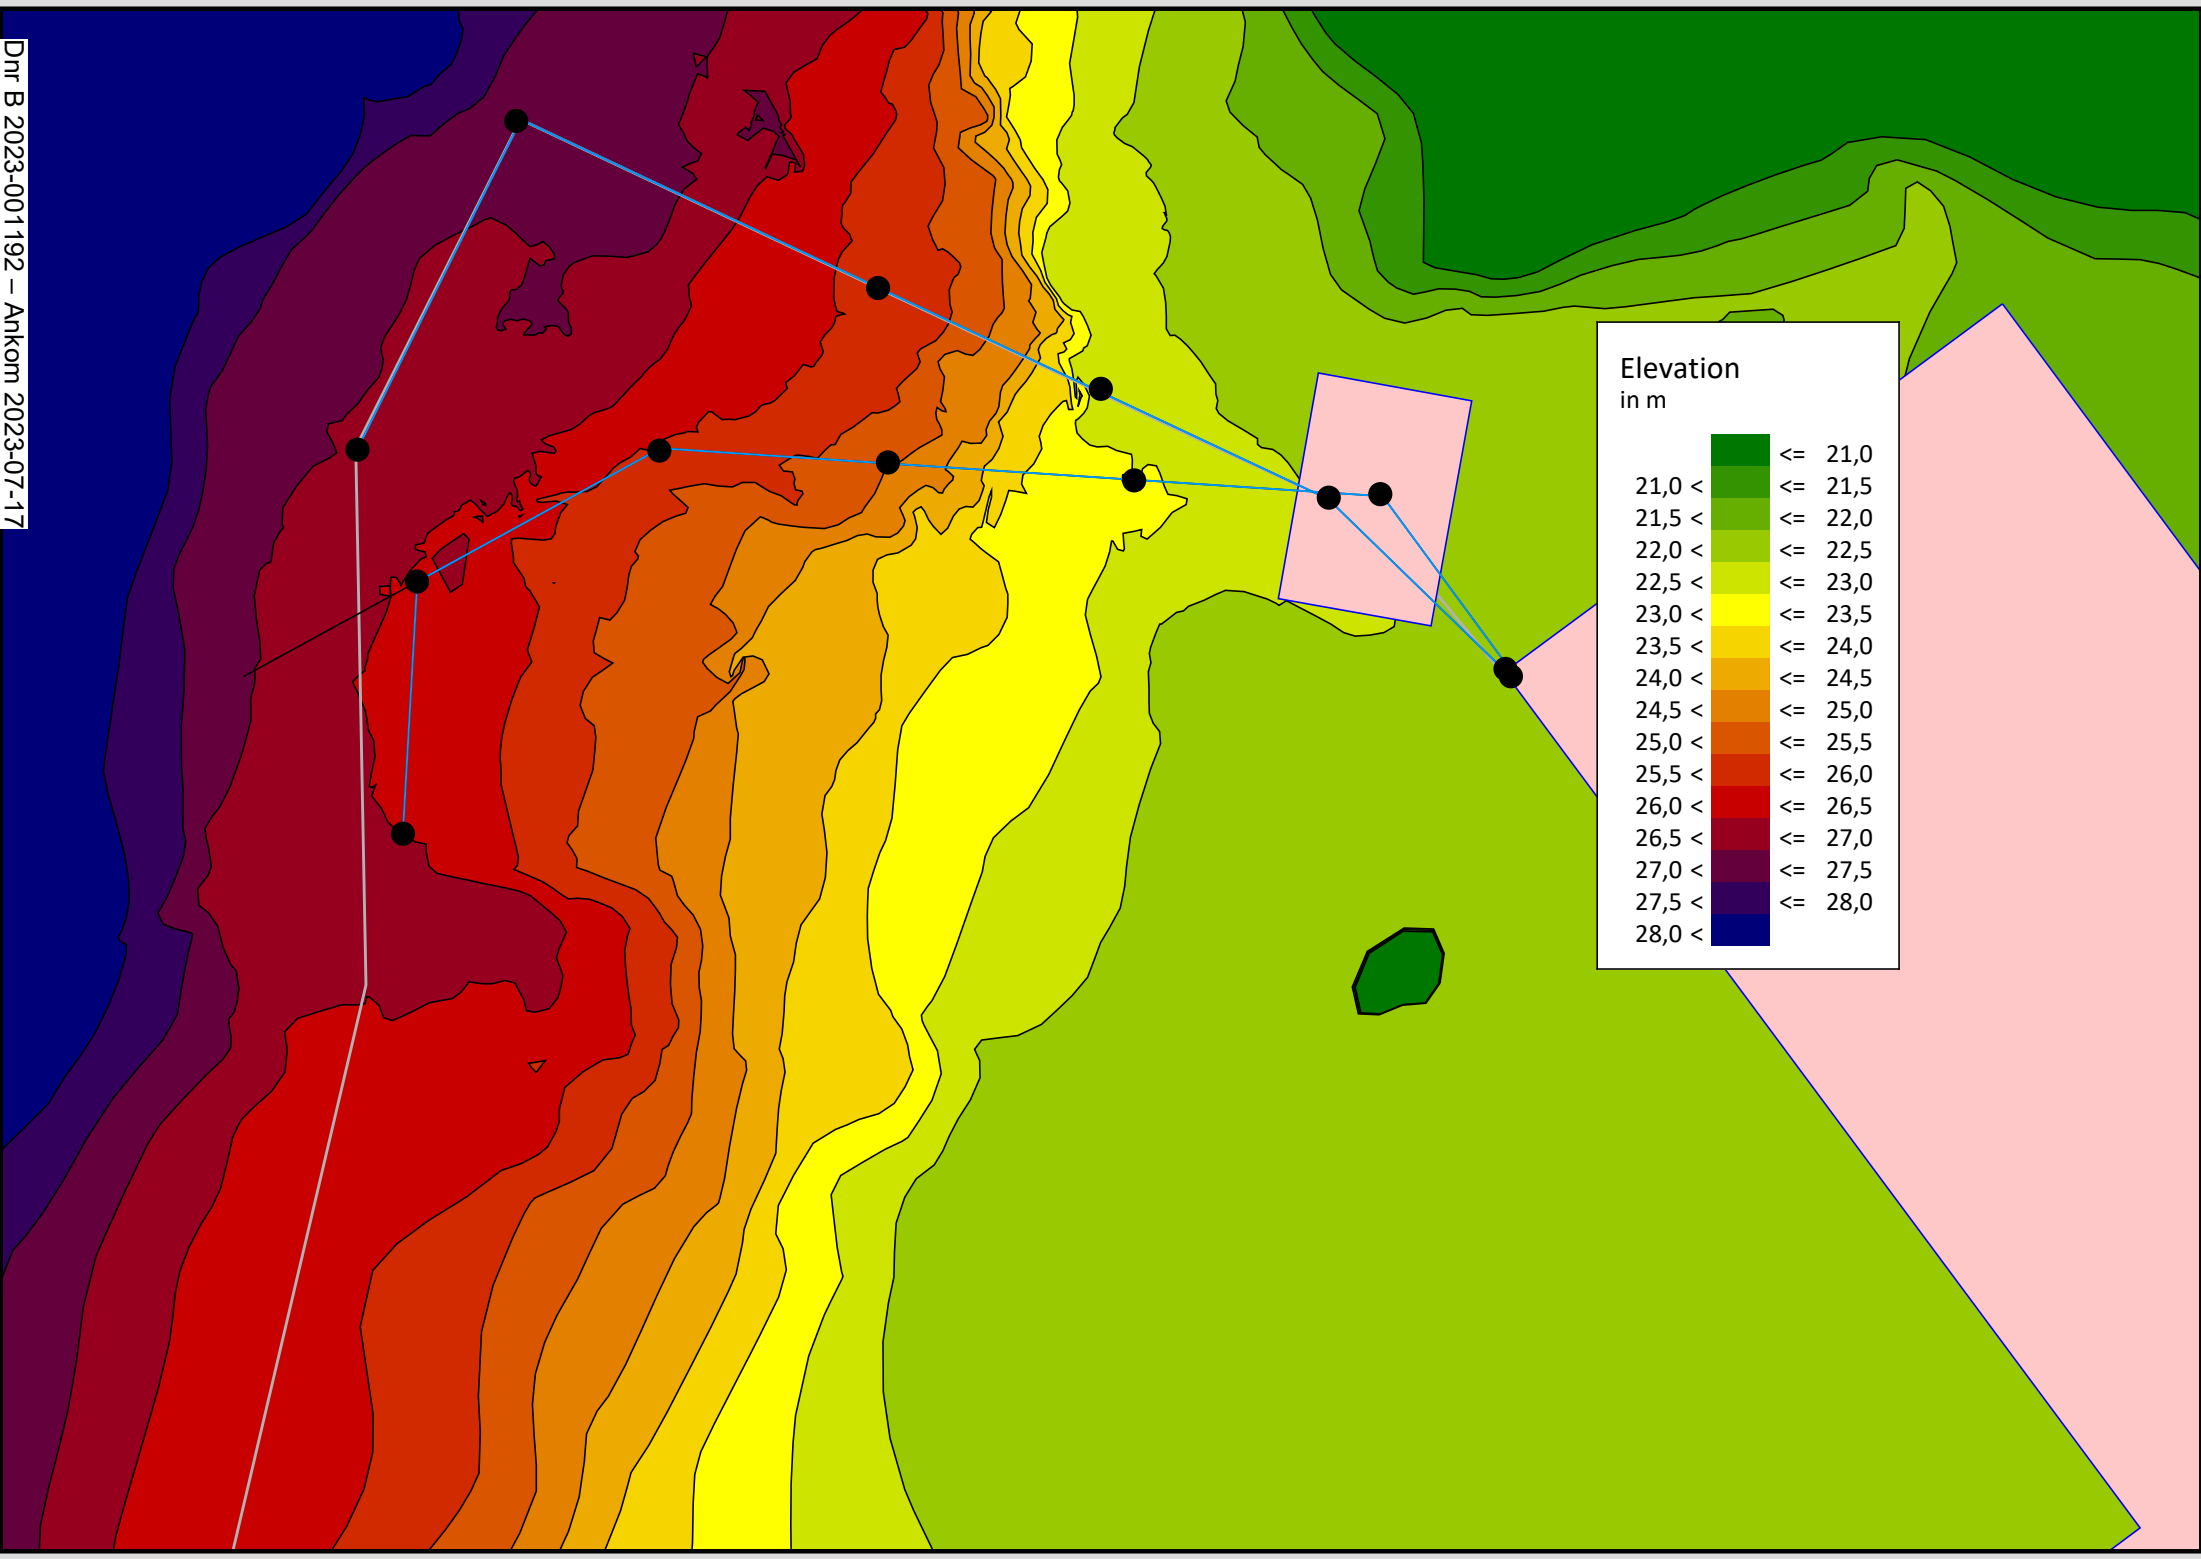 Dnr B 2023-001192 – Ankom 2023-07-17
Elevation
in m
<= 21,0
21,0 < <= 21,5
21,5 < <= 22,0
22,0 < <= 22,5
22,5 < <= 23,0
23,0 < <= 23,5
23,5 < <= 24,0
24,0 < <= 24,5
24,5 < <= 25,0
25,0 < <= 25,5
25,5 < <= 26,0
26,0 < <= 26,5
26,5 < <= 27,0
27,0 < <= 27,5
27,5 < <= 28,0
28,0 <